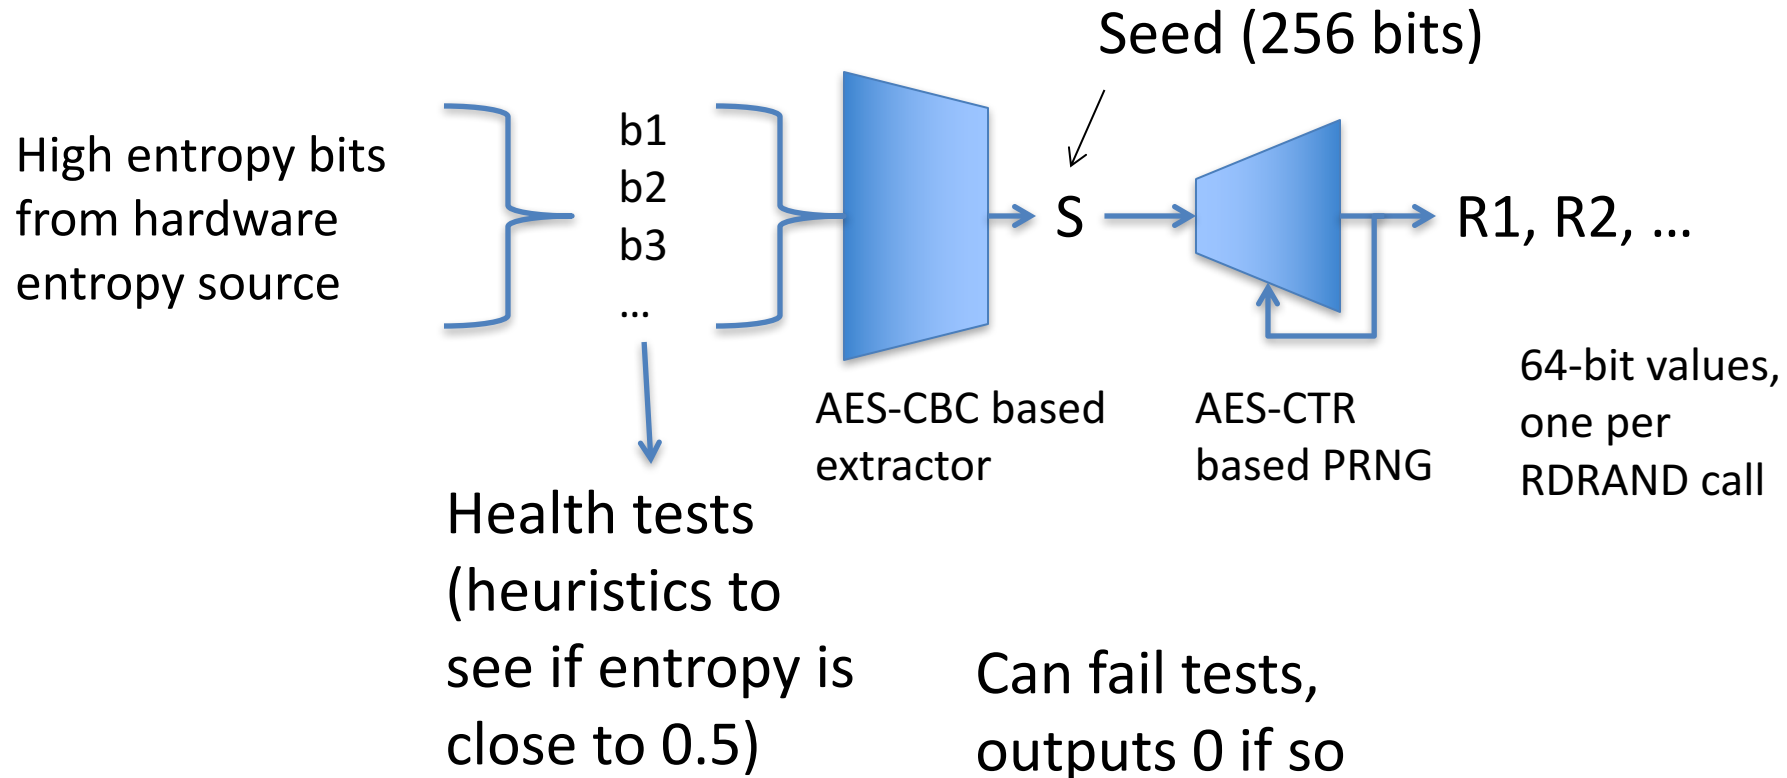 Seed (256 bits)
High entropy bits
from hardware
entropy source
b1
b2
b3
...
S
R1, R2, ...
AES-CBC based
extractor
AES-CTR
based PRNG
64-bit values,
one per
RDRAND call
Health tests
(heuristics to
see if entropy is
close to 0.5)
Can fail tests,
outputs 0 if so